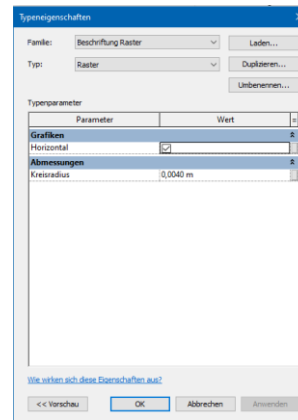 Typeneigenschaften
Familie: Beschriftung Raster Laden...
Typ: Raster Duplizieren...
Umbenennen...
Typenparameter
Parameter Wert =
Grafiken
Horizontal
Abmessungen
Kreisradius 0,0040 m
Wie wirken sich diese Eigenschaften aus?
<< Vorschau OK Abbrechen Anwenden